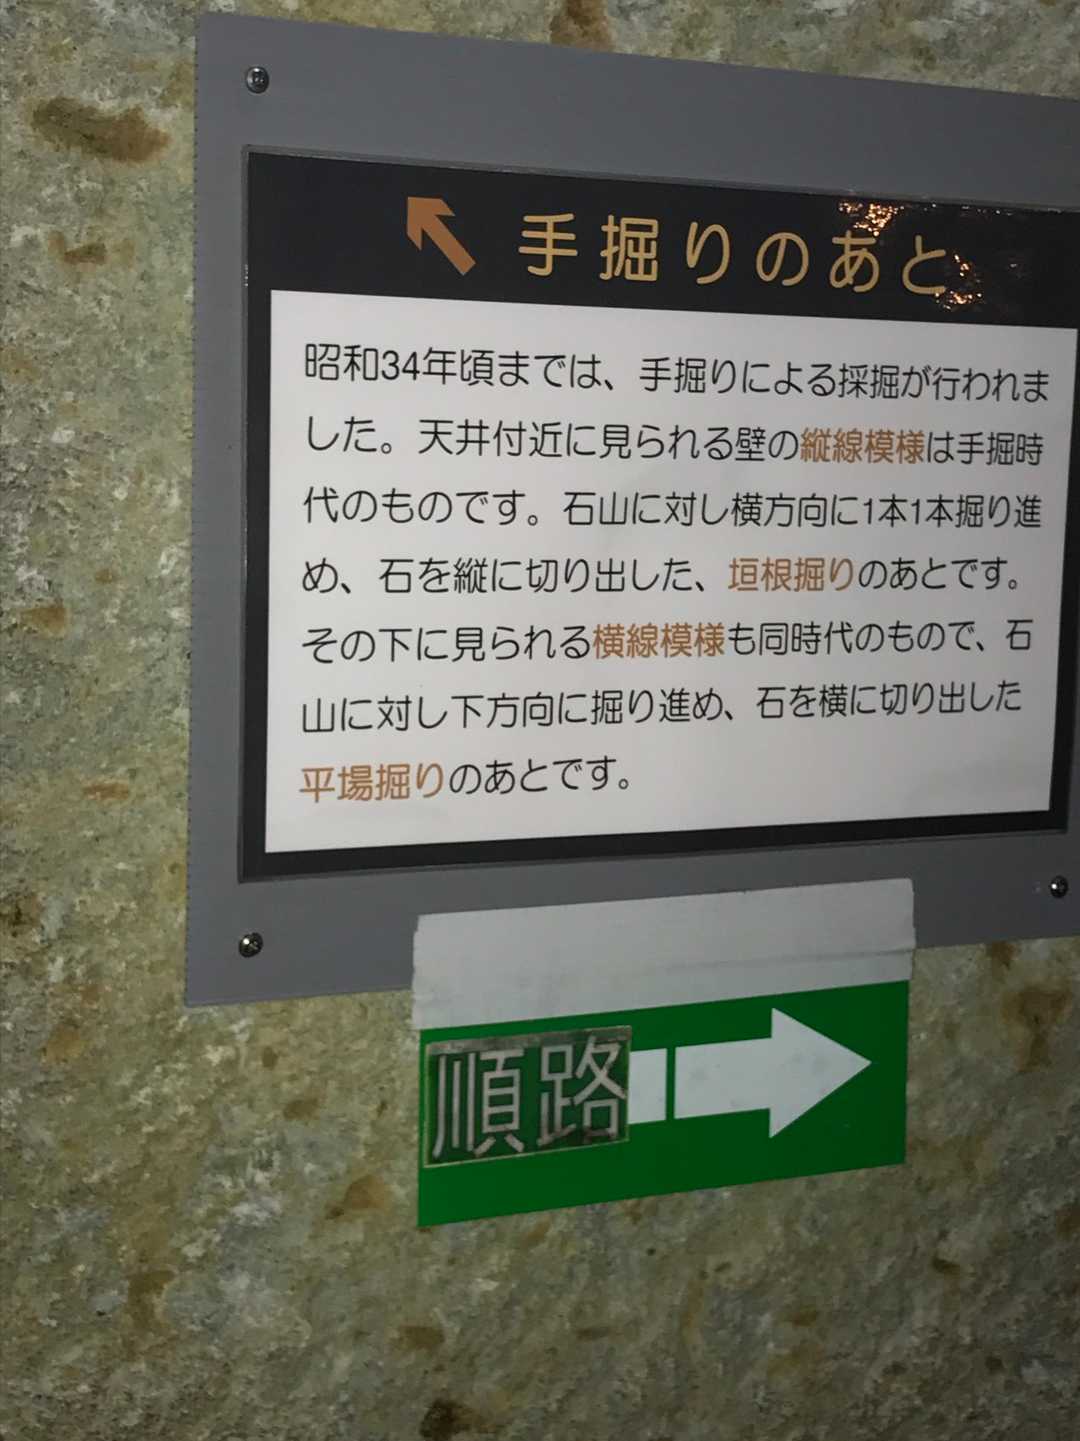 手掘りのあと
昭和34年頃までは、手掘りによる採掘が行われま
した。天井付近に見られる壁の縦線模様は手掘時
代のものです。石山に対し横方向に1本1本掘り進
め、石を縦に切り出した、垣根掘りのあとです。
その下に見られる横線模様も同時代のもので、石
山に対し下方向に掘り進め、石を横に切り出した
平場掘りのあとです。
順路